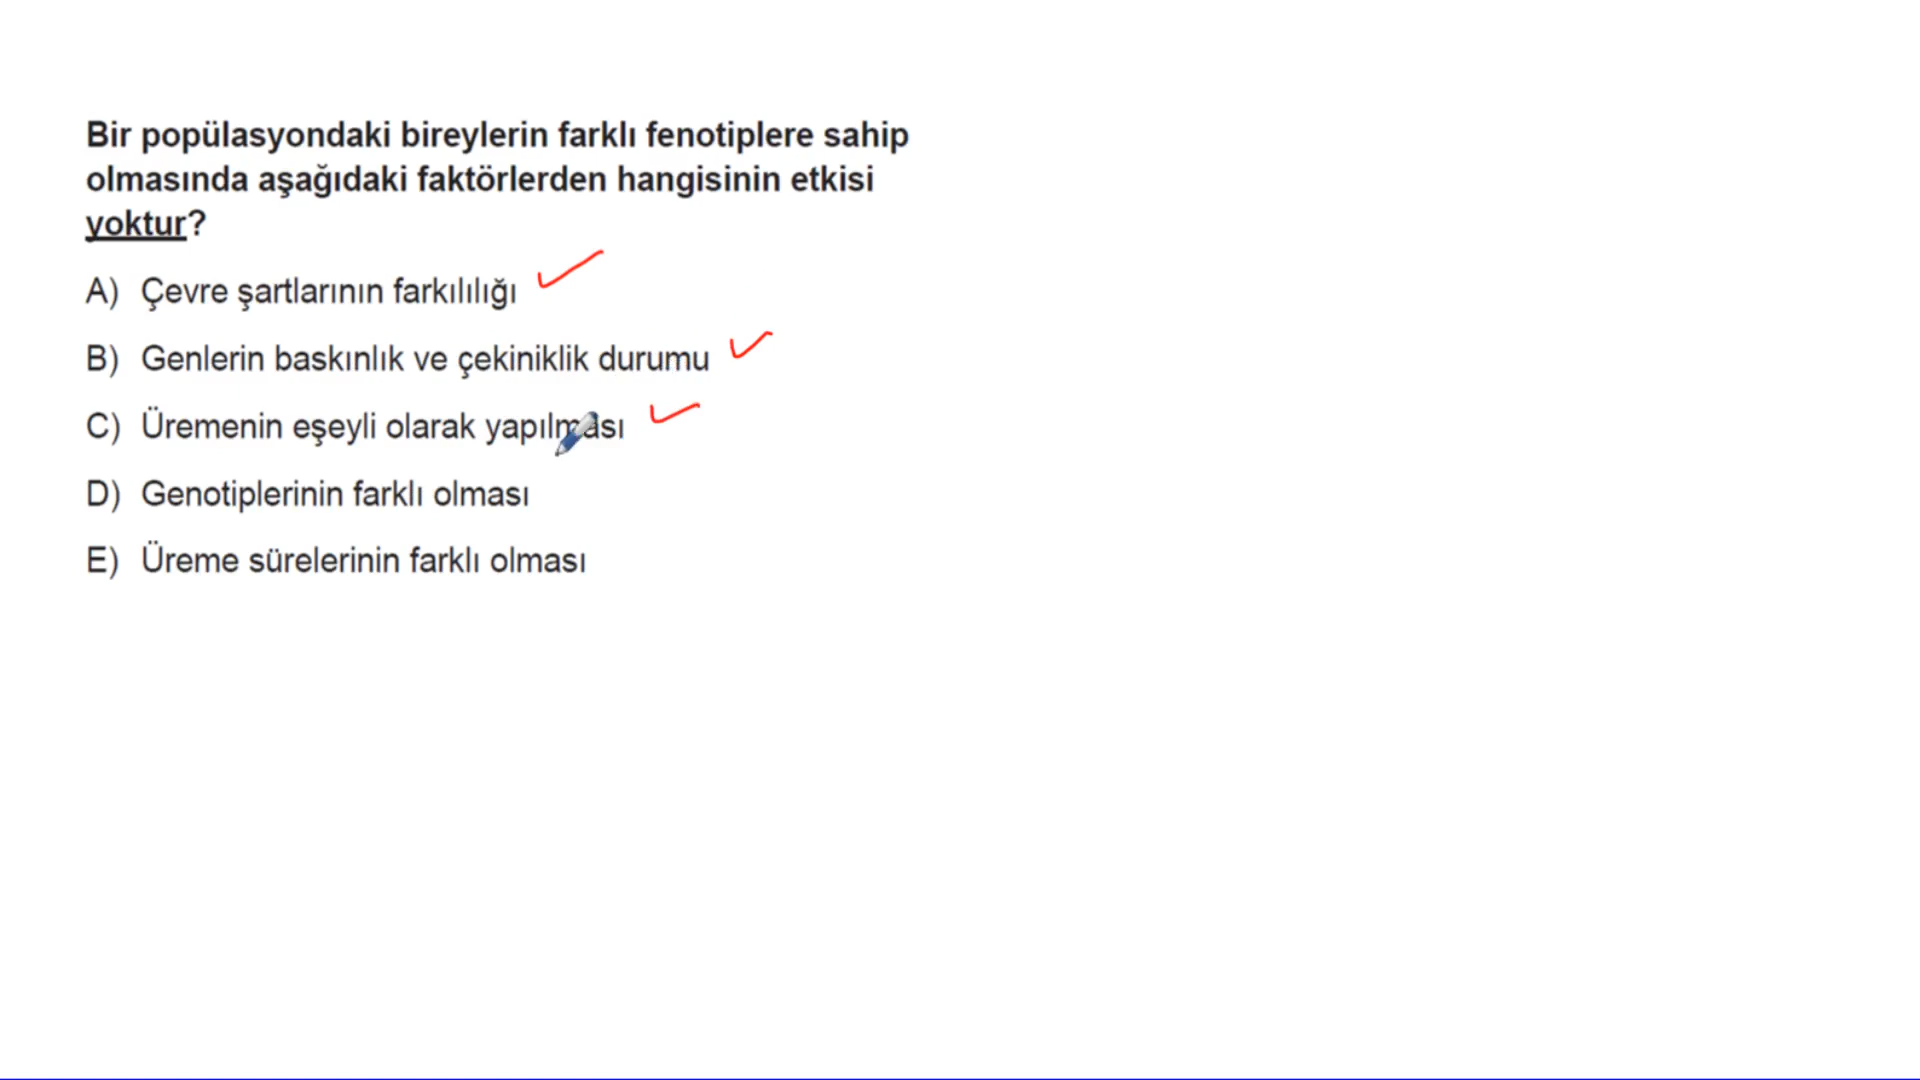 Bir popülasyondaki bireylerin farklı fenotiplere sahip
olmasında aşağıdaki faktörlerden hangisinin etkisi
yoktur?
A) Çevre şartlarının farkılılığı
B) Genlerin baskınlık ve çekiniklik durumu
C) Üremenin eşeyli olarak yapılması
D) Genotiplerinin farklı olması
E) Üreme sürelerinin farklı olması